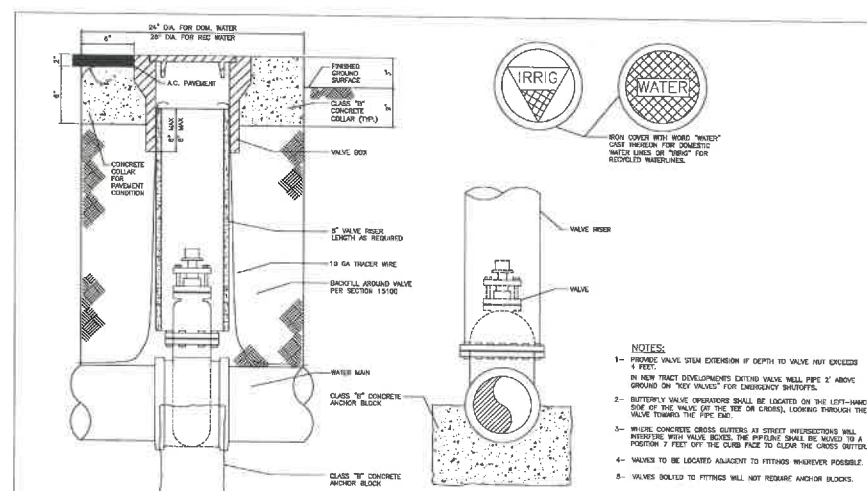 24" DIA. FOR DOM. WATER
28" DIA. FOR REC WATER
6"
2"
6"
A.C. PAVEMENT
FINISHED
GROUND
SURFACE
CLASS "B"
CONCRETE
COLLAR (TYP.)
6" MAX
8" MAX
VALVE BOX
CONCRETE
COLLAR
FOR
PAVEMENT
CONDITION
8" VALVE RISER
LENGTH AS REQUIRED
10 GA TRACER WIRE
BACKFILL AROUND VALVE
PER SECTION 15100
WATER MAIN
CLASS "B" CONCRETE
ANCHOR BLOCK
CLASS "B" CONCRETE
ANCHOR BLOCK
IRRIG
WATER
IRON COVER WITH WORD "WATER"
CAST THEREON FOR DOMESTIC
WATER LINES OR "IRRIG" FOR
RECYCLED WATERLINES.
VALVE RISER
VALVE
NOTES:
1- PROVIDE VALVE STEM EXTENSION IF DEPTH TO VALVE NUT EXCEEDS
4 FEET.
IN NEW TRACT DEVELOPMENTS EXTEND VALVE WELL PIPE 2' ABOVE
GROUND ON "KEY VALVES" FOR EMERGENCY SHUTOFFS.
2- BUTTERFLY VALVE OPERATORS SHALL BE LOCATED ON THE LEFT-HAND
SIDE OF THE VALVE (AT THE TEE OR CROSS), LOOKING THROUGH THE
VALVE TOWARD THE PIPE END.
3- WHERE CONCRETE CROSS GUTTERS AT STREET INTERSECTIONS WILL
INTERFERE WITH VALVE BOXES, THE PIPELINE SHALL BE MOVED TO A
POSITION 7 FEET OFF THE CURB FACE TO CLEAR THE CROSS GUTTER.
4- VALVES TO BE LOCATED ADJACENT TO FITTINGS WHEREVER POSSIBLE.
5- VALVES BOLTED TO FITTINGS WILL NOT REQUIRE ANCHOR BLOCKS.